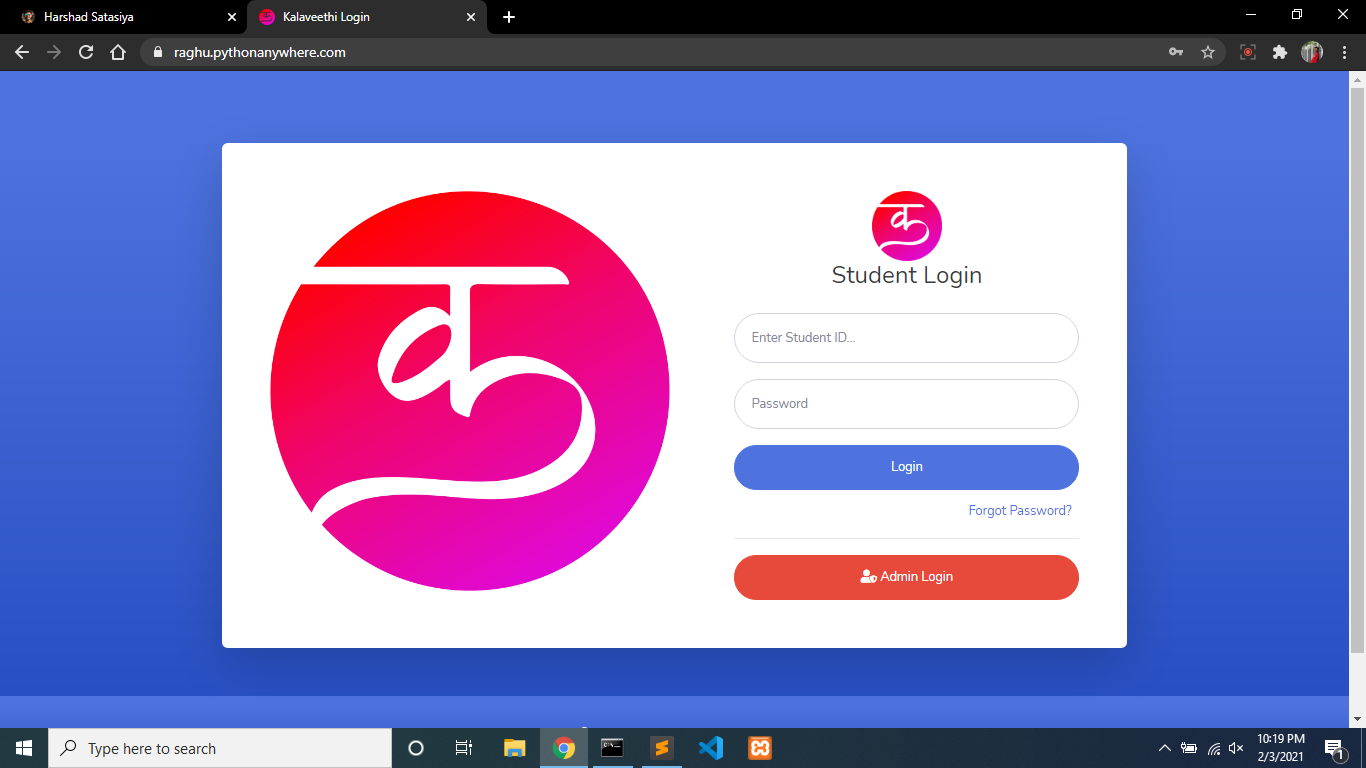 Harshad Satasiya
Kalaveethi Login
raghu.pythonanywhere.com
क
क
Student Login
Enter Student ID...
Password
Login
Forgot Password?
Admin Login
Type here to search
10:19 PM
2/3/2021
1